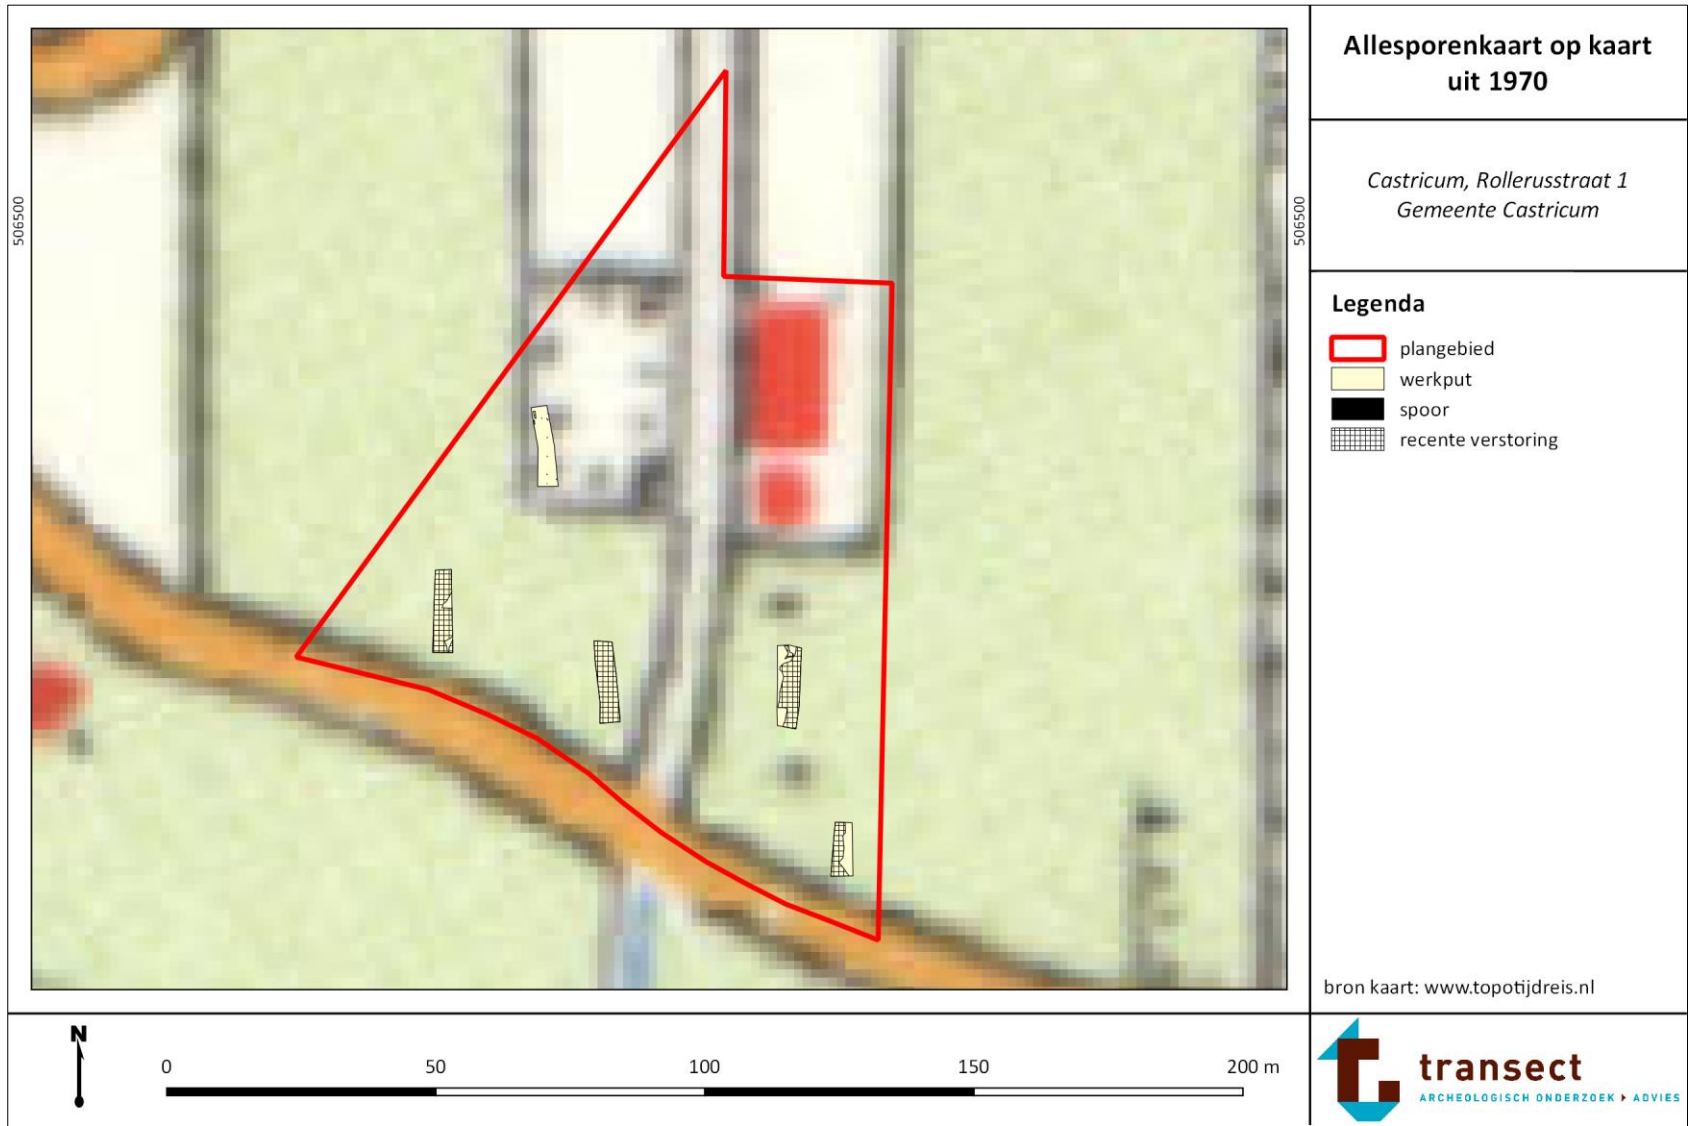 Allesporenkaart op kaart
uit 1970
Castricum, Rollerusstraat 1
Gemeente Castricum
506500
506500
Legenda
plangebied
werkput
spoor
recente verstoring
bron kaart: www.topotijdreis.nl
N
0 50 100 150 200 m
transect
ARCHEOLOGISCH ONDERZOEK ▸ ADVIES